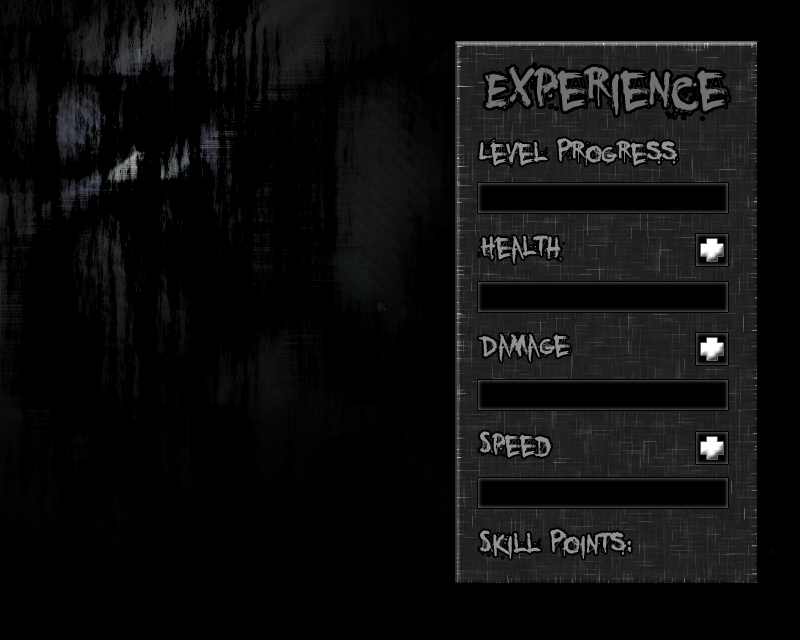 EXPERIENCE
LEVEL PROGRESS
HEALTH
DAMAGE
SPEED
SKILL POINTS: